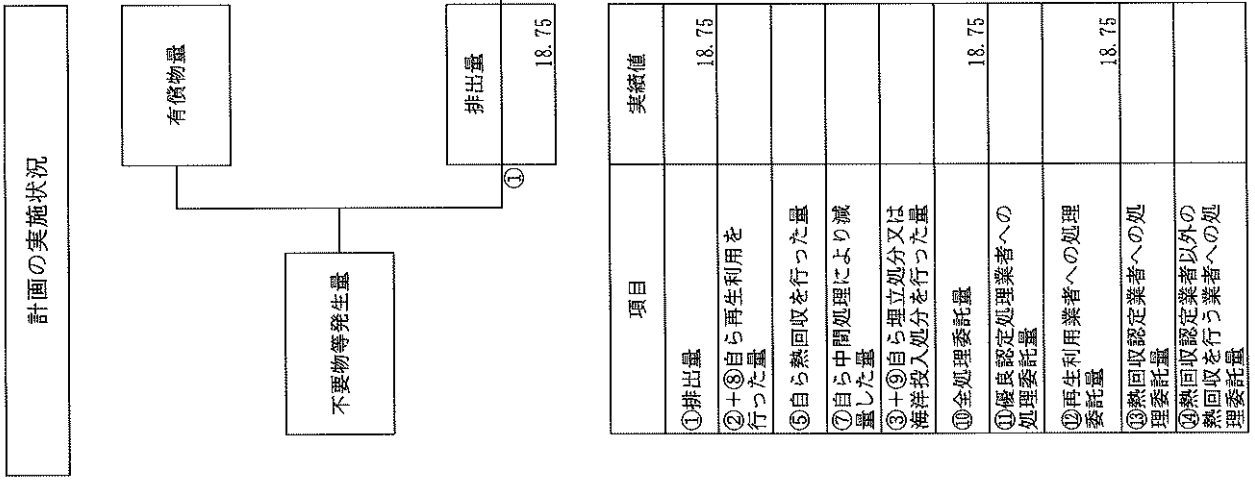 計画の実施状況
不要物等発生量
有償物量
①
排出量
18.75
項目
実績値
①排出量
18.75
②+⑧自ら再生利用を
行った量
⑤自ら熱回収を行った量
⑦自ら中間処理により減
量した量
③+⑨自ら埋立処分又は
海洋投入処分を行った量
⑩全処理委託量
18.75
⑪優良認定処理業者への
処理委託量
⑫再生利用業者への処理
委託量
18.75
⑬熱回収認定業者への処
理委託量
⑭熱回収認定業者以外の
熱回収を行う業者への処
理委託量